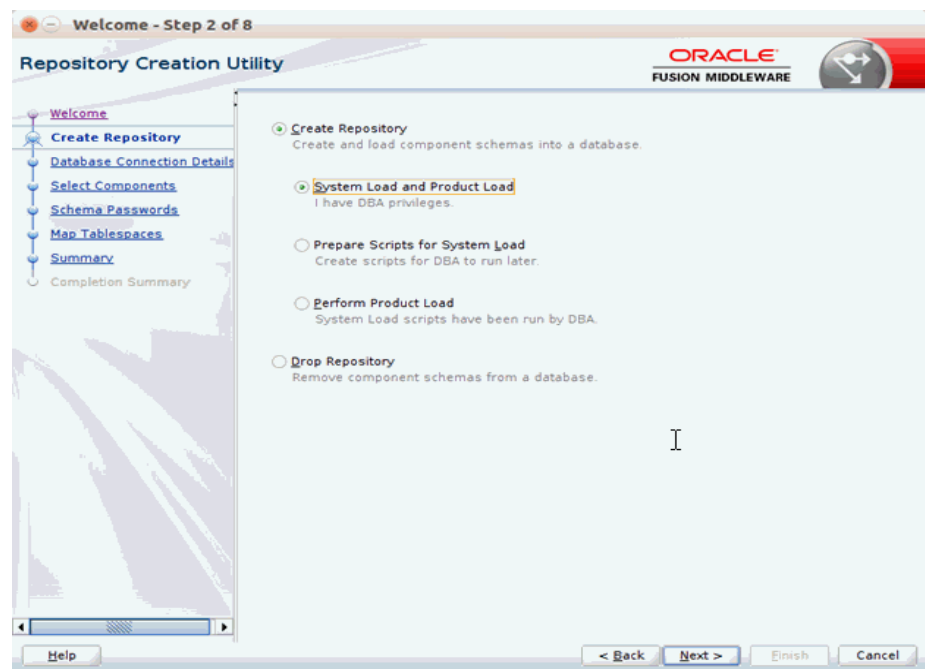 Welcome - Step 2 of 8
Repository Creation Utility
ORACLE
FUSION MIDDLEWARE
Welcome
Create Repository
Database Connection Details
Select Components
Schema Passwords
Map Tablespaces
Summary
Completion Summary
Create Repository
Create and load component schemas into a database.
System Load and Product Load
I have DBA privileges.
Prepare Scripts for System Load
Create scripts for DBA to run later.
Perform Product Load
System Load scripts have been run by DBA.
Drop Repository
Remove component schemas from a database.
Help
< Back
Next >
Finish
Cancel